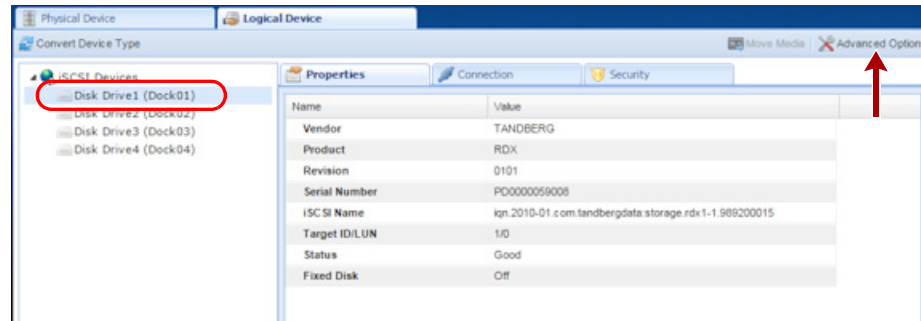 Physical Device Logical Device
Convert Device Type Move Media Advanced Option
iSCSI Devices
Disk Drive1 (Dock01)
Disk Drive2 (Dock02)
Disk Drive3 (Dock03)
Disk Drive4 (Dock04)
Properties Connection Security
Name Value
Vendor TANDBERG
Product RDX
Revision 0101
Serial Number PD0000059008
iSCSI Name iqn.2010-01.com.tandbergdata:storage.rdx1-1.989200015
Target ID/LUN 1/0
Status Good
Fixed Disk Off